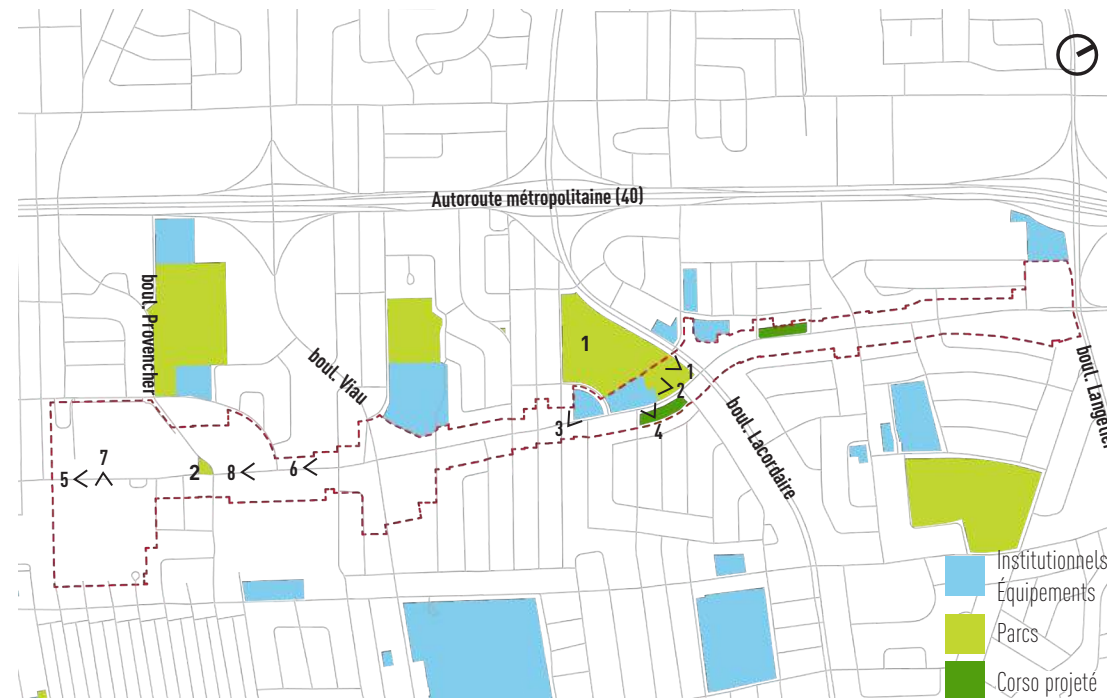 Autoroute métropolitaine (40)
boul. Provencher
boul. Viau
1
1
2
3
4
boul. Lacordaire
boul. Langelier
7
5
2
8
6
Institutionnels
Équipements
Parcs
Corso projeté